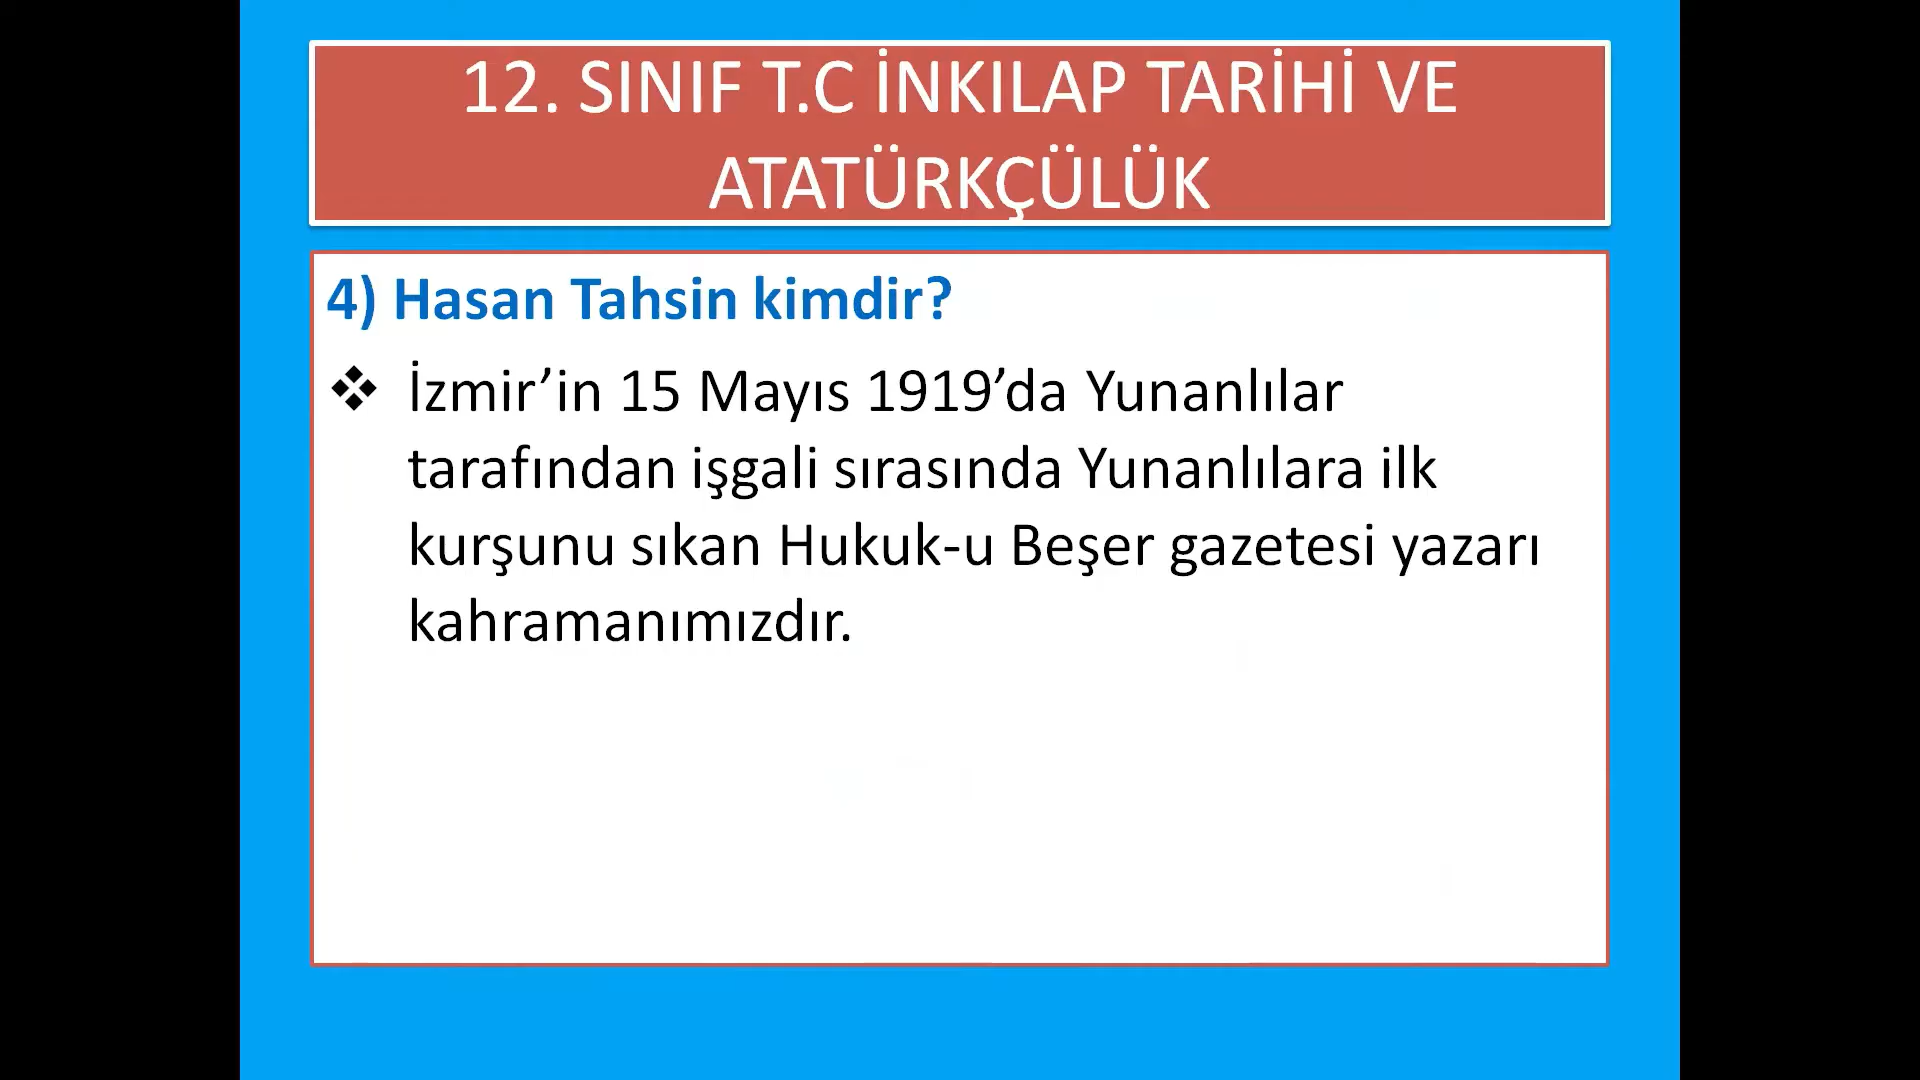 12. SINIF T.C İNKILAP TARİHİ VE
ATATÜRKÇÜLÜK
4) Hasan Tahsin kimdir?
❖ İzmir’in 15 Mayıs 1919’da Yunanlılar
tarafından işgali sırasında Yunanlılara ilk
kurşunu sıkan Hukuk-u Beşer gazetesi yazarı
kahramanımızdır.